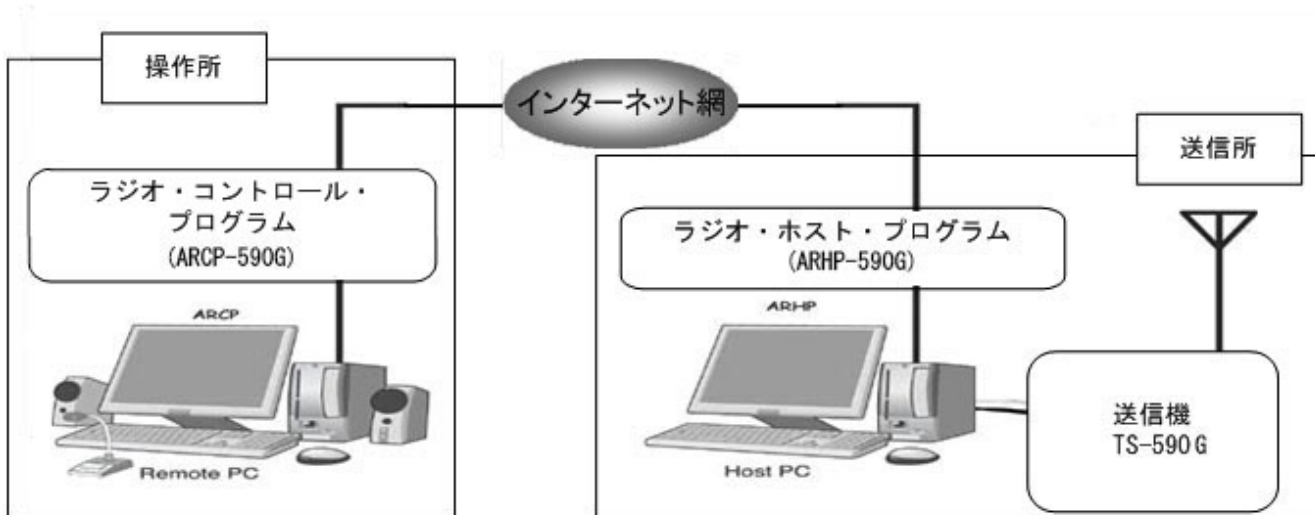 操作所
インターネット網
送信所
ラジオ・コントロール・
プログラム
(ARCP-590G)
ラジオ・ホスト・プログラム
(ARHP-590G)
ARCP
ARHP
送信機
TS-590G
Remote PC
Host PC